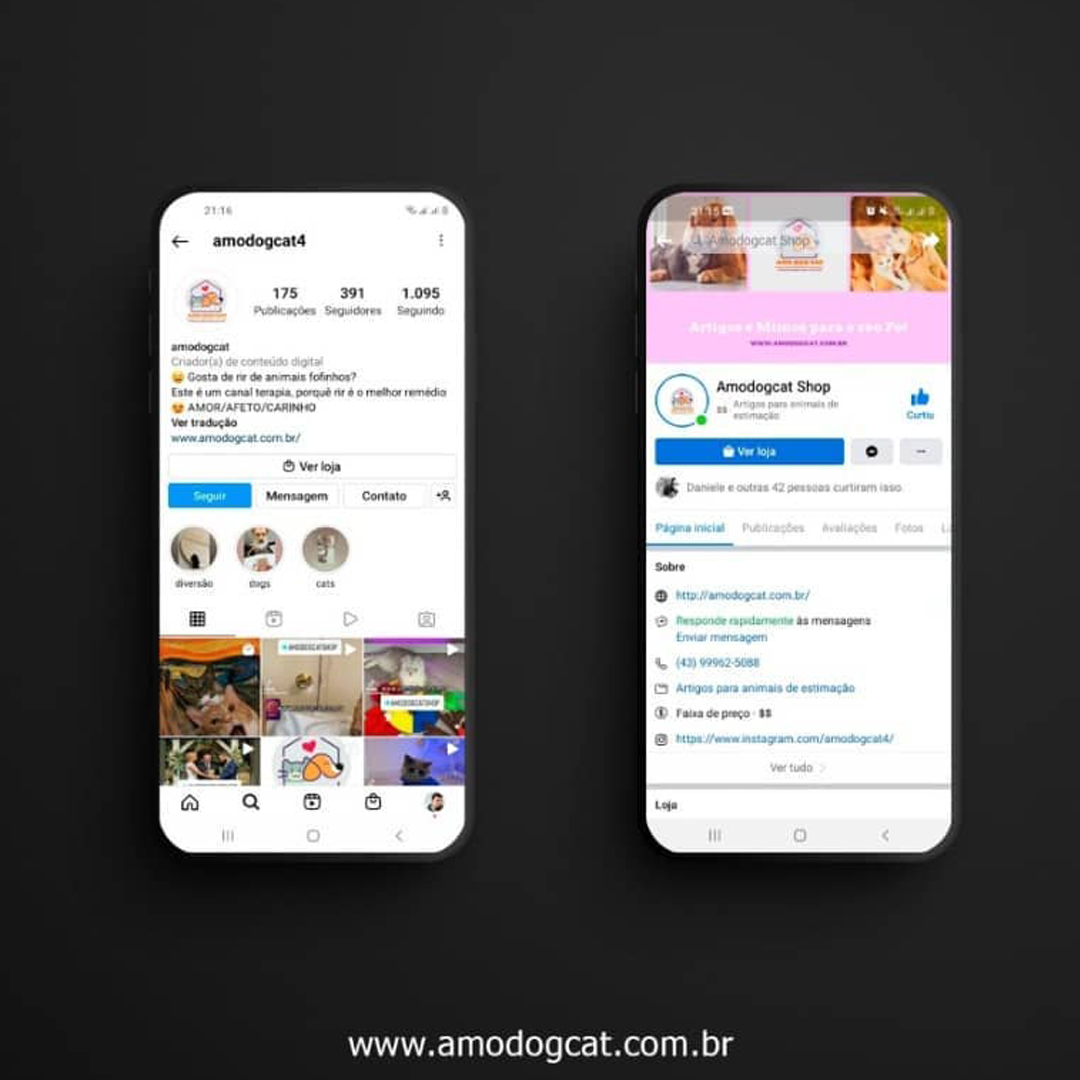 21:16
amodogcat4
175 391 1.095
Publicações Seguidores Seguindo
amodogcat
Criador(a) de conteúdo digital
😄 Gosta de rir de animais fofinhos?
Este é um canal terapia, porquê rir é o melhor remédio
😍 AMOR/AFETO/CARINHO
Ver tradução
www.amodogcat.com.br/
Ver loja
Seguir Mensagem Contato
diversão dogs cats
AMODOGCATSHOP
AMODOGCATSHOP
21:15
Amodogcat Shop
Artigos e Mimos para o seu Pet
WWW.AMODOGCAT.COM.BR
Amodogcat Shop
$$ Artigos para animais de
estimação
Curtiu
Ver loja
Daniele e outras 42 pessoas curtiram isso.
Página inicial Publicações Avaliações Fotos
Sobre
http://amodogcat.com.br/
Responde rapidamente às mensagens
Enviar mensagem
(43) 99962-5088
Artigos para animais de estimação
Faixa de preço · $$
https://www.instagram.com/amodogcat4/
Ver tudo
Loja
www.amodogcat.com.br